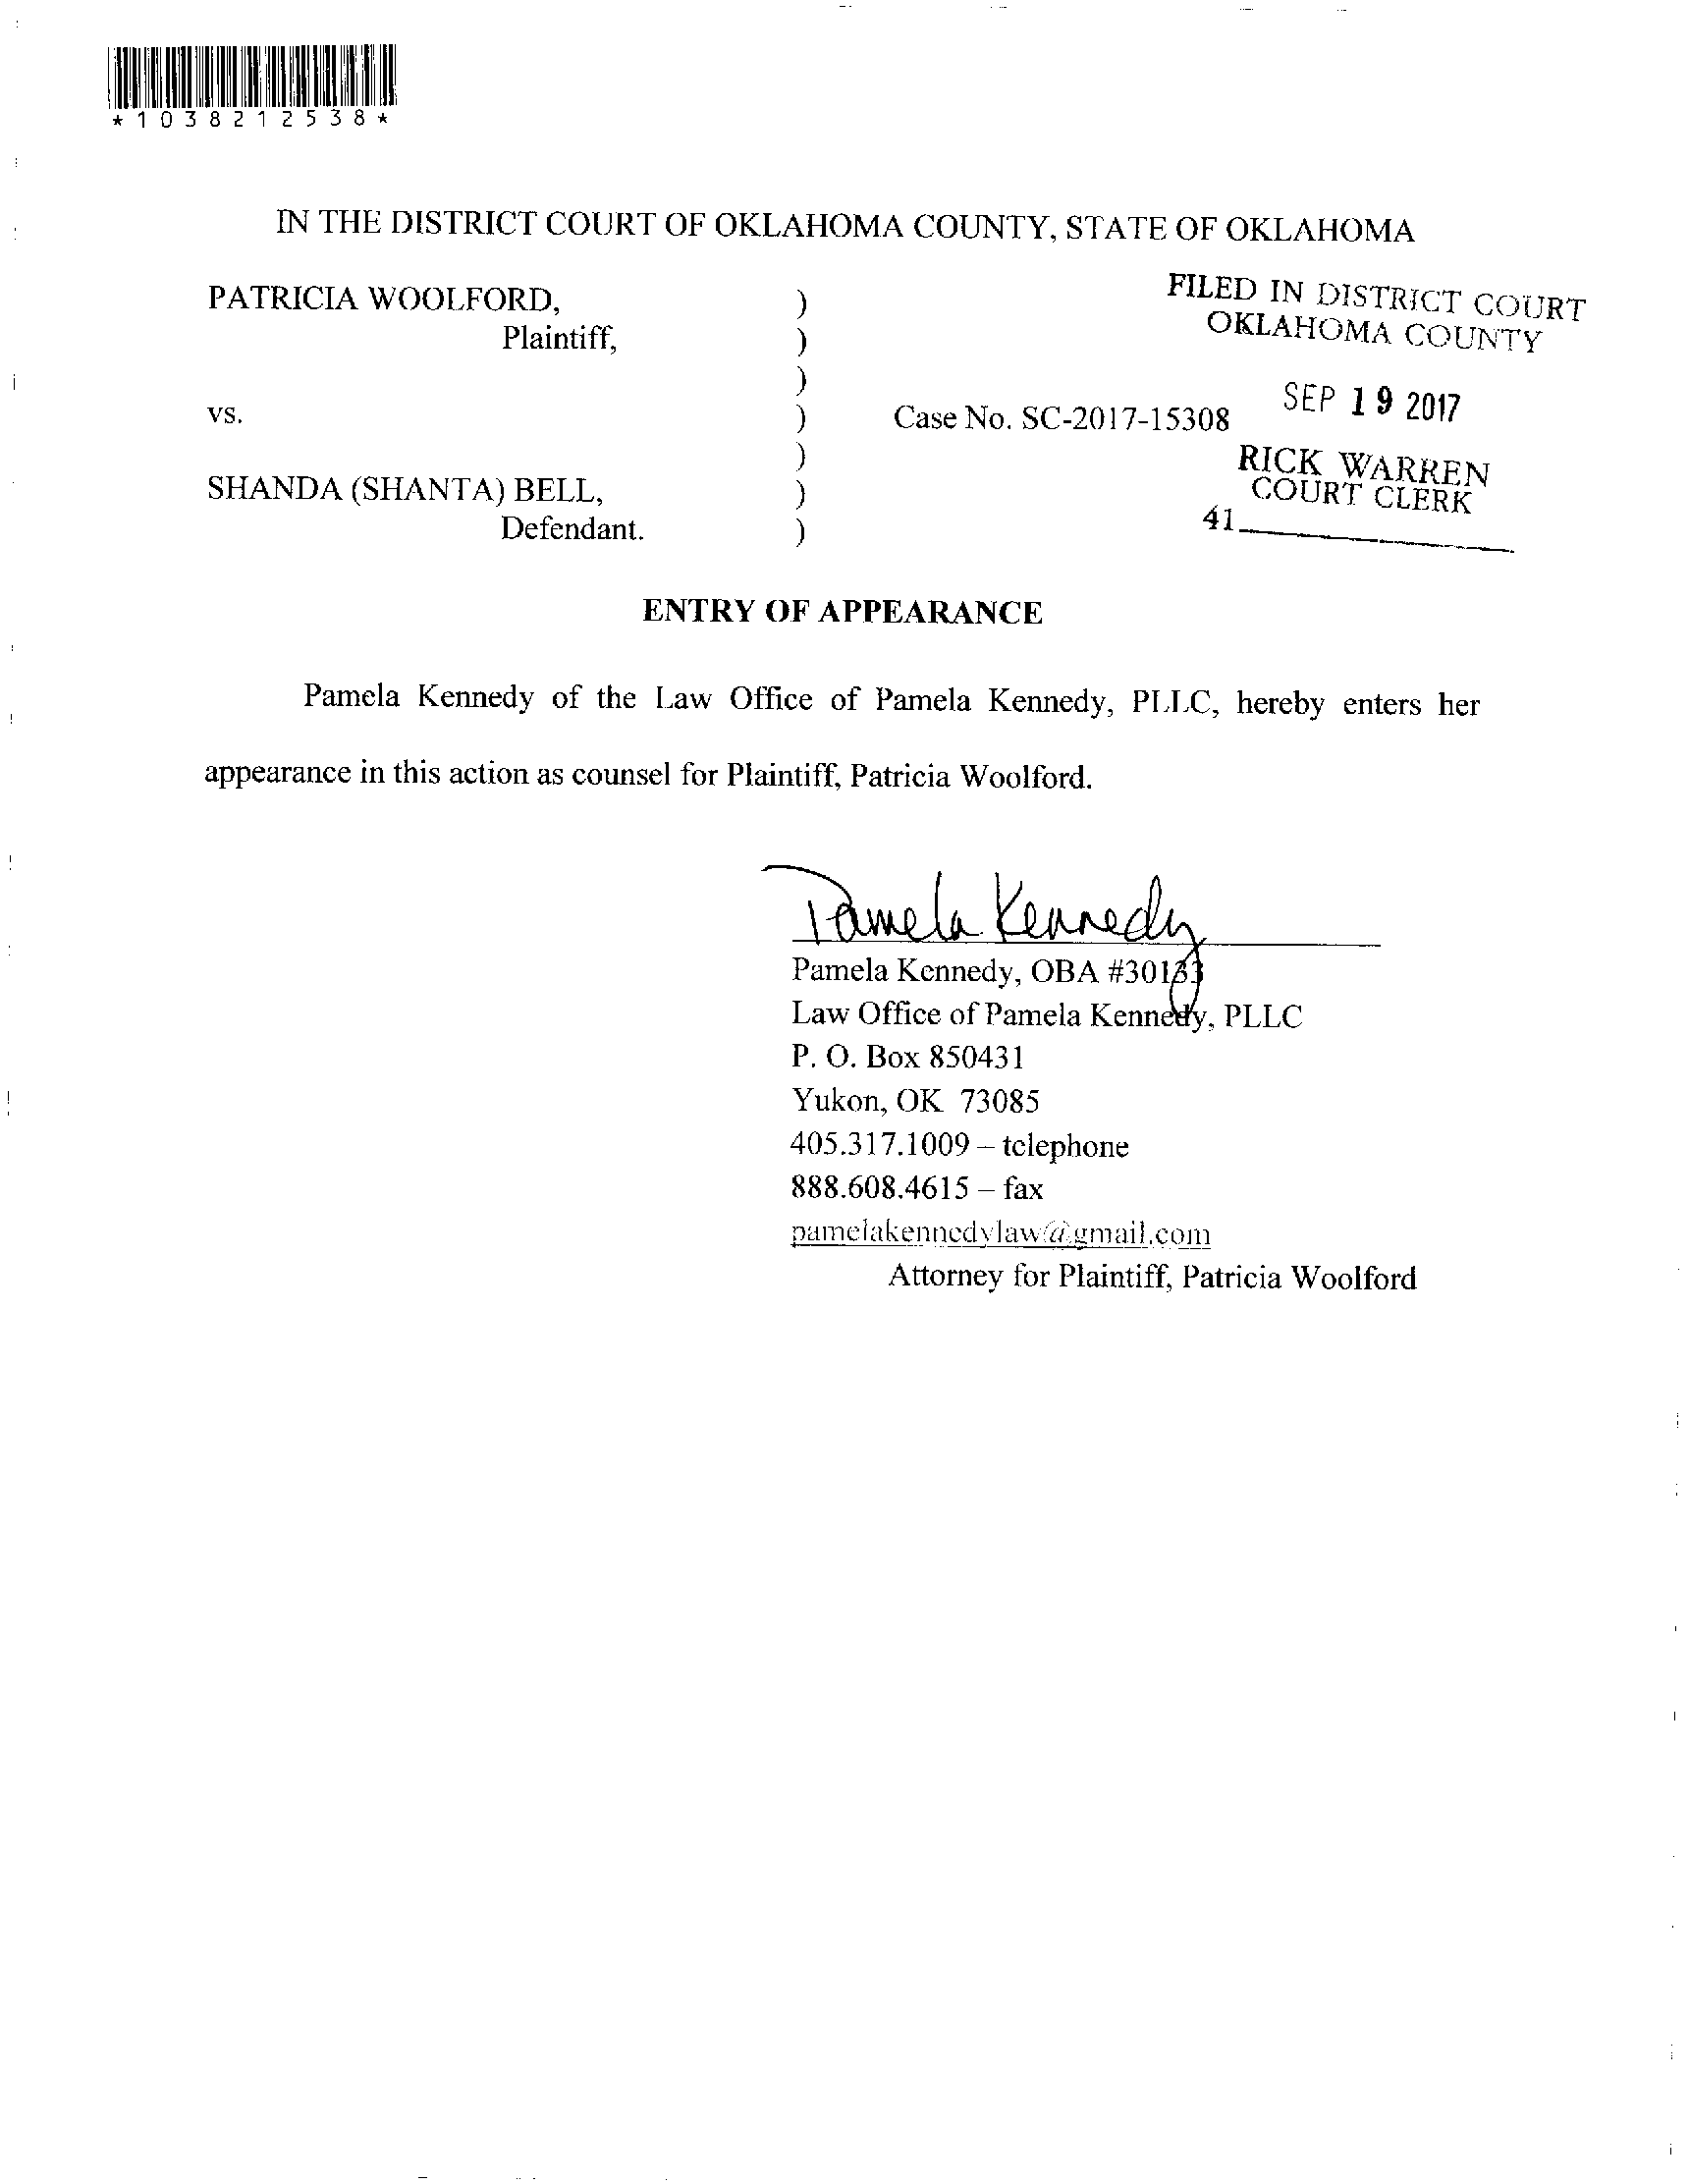 *1038212538*
IN THE DISTRICT COURT OF OKLAHOMA COUNTY, STATE OF OKLAHOMA
PATRICIA WOOLFORD, )
Plaintiff, )
)
vs. ) Case No. SC-2017-15308
)
SHANDA (SHANTA) BELL, )
Defendant. )
FILED IN DISTRICT COURT
OKLAHOMA COUNTY
SEP 19 2017
RICK WARREN
COURT CLERK
41
ENTRY OF APPEARANCE
Pamela Kennedy of the Law Office of Pamela Kennedy, PLLC, hereby enters her
appearance in this action as counsel for Plaintiff, Patricia Woolford.
Pamela Kennedy
Pamela Kennedy, OBA #30133
Law Office of Pamela Kennedy, PLLC
P. O. Box 850431
Yukon, OK 73085
405.317.1009 – telephone
888.608.4615 – fax
pamelakennedylaw@gmail.com
Attorney for Plaintiff, Patricia Woolford